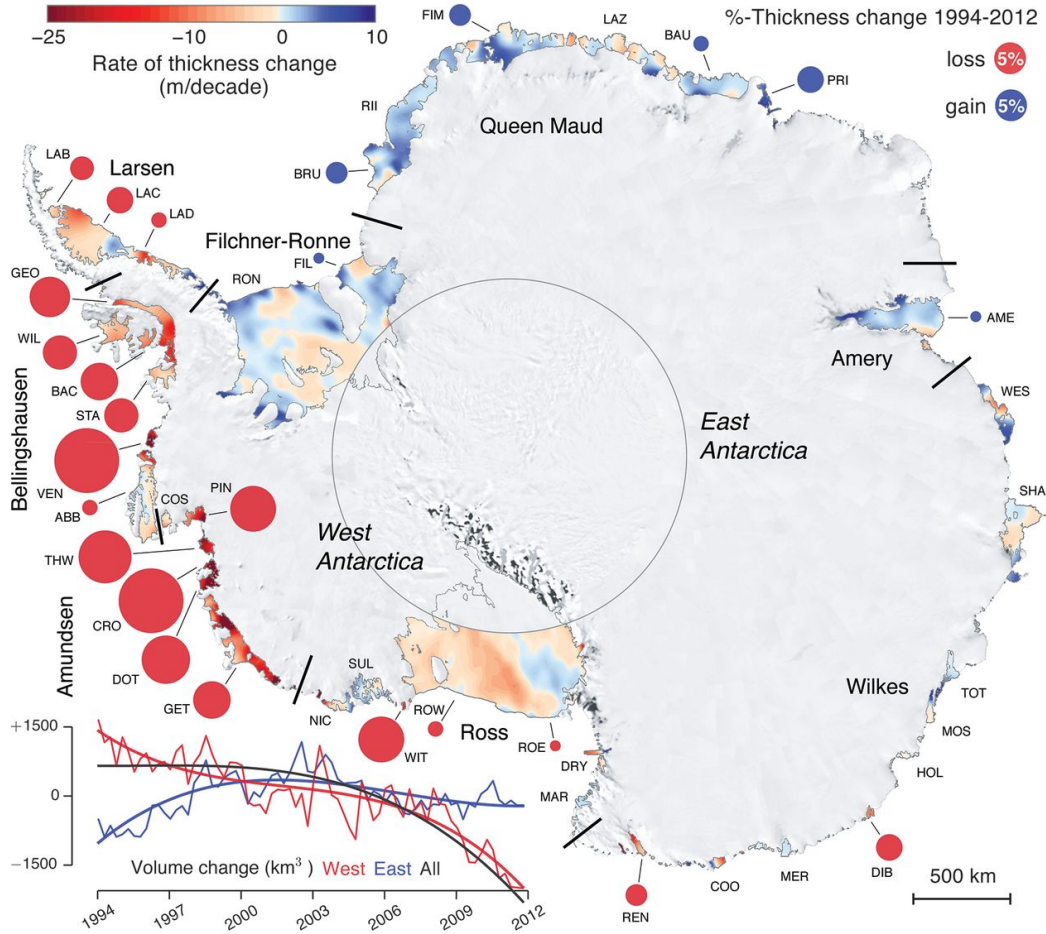 −25
−10
0
10
Rate of thickness change
(m/decade)
%-Thickness change 1994-2012
loss 5%
gain 5%
FIM
LAZ
BAU
PRI
RII
BRU
Queen Maud
LAB
Larsen
LAC
LAD
Filchner-Ronne
FIL
RON
GEO
WIL
BAC
STA
Bellingshausen
VEN
ABB
COS
PIN
THW
CRO
DOT
GET
Amundsen
AME
Amery
WES
East
Antarctica
SHA
West
Antarctica
SUL
NIC
WIT
ROW
Ross
ROE
DRY
MAR
Wilkes
TOT
MOS
HOL
DIB
MER
COO
REN
500 km
+1500
0
−1500
Volume change (km³) West East All
1994
1997
2000
2003
2006
2009
2012